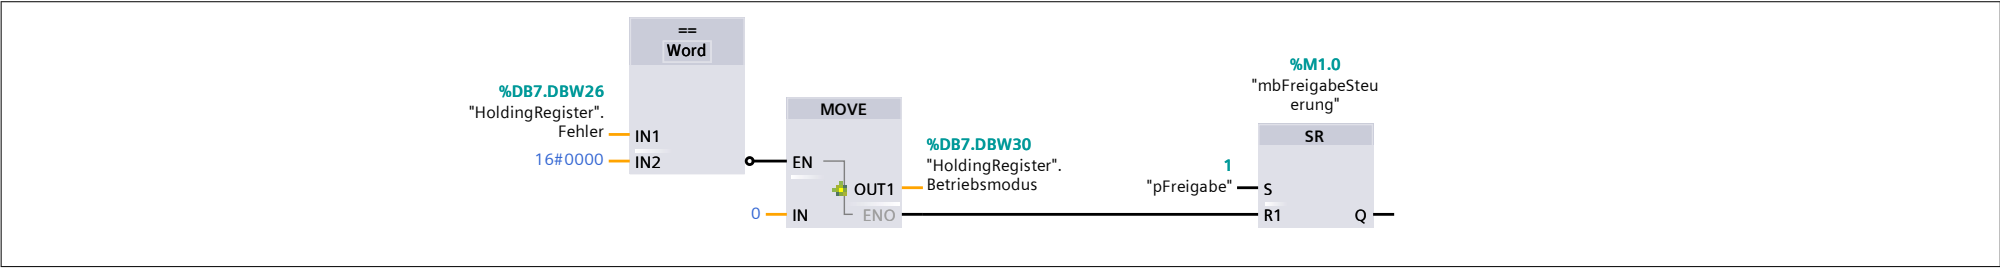 ==
Word
%DB7.DBW26
"HoldingRegister".
Fehler
IN1
16#0000
IN2
MOVE
EN
OUT1
0
IN
ENO
%DB7.DBW30
"HoldingRegister".
Betriebsmodus
%M1.0
"mbFreigabeSteu
erung"
SR
1
"pFreigabe"
S
R1
Q